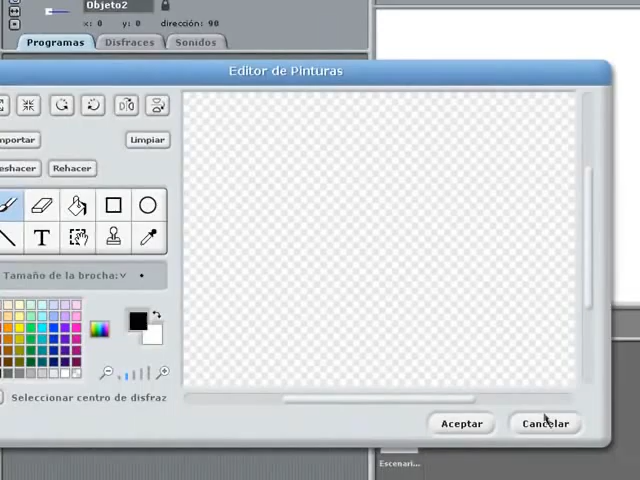 Objeto2
x: 0 y: 0 dirección: 90
Programas Disfraces Sonidos
Editor de Pinturas
mportar Limpiar
eshacer Rehacer
T
Tamaño de la brocha:
Seleccionar centro de disfraz
Aceptar Cancelar
Escenari...